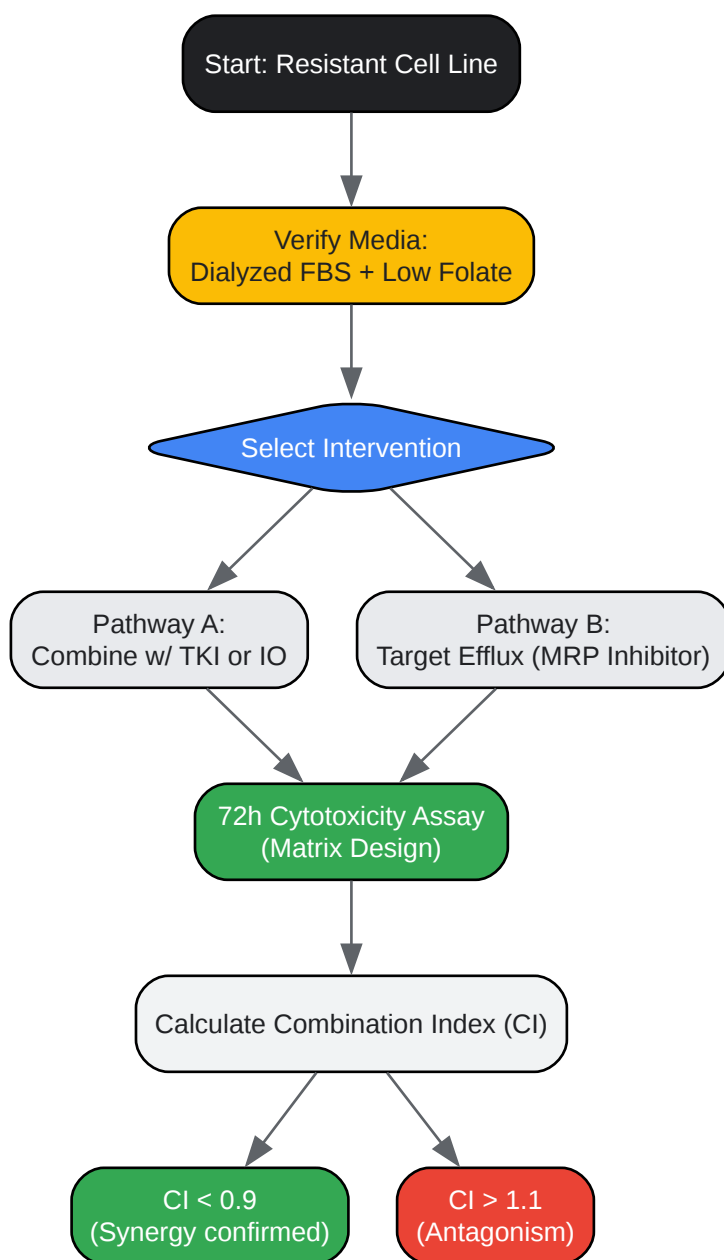 Start: Resistant Cell Line
Verify Media:
Dialyzed FBS + Low Folate
Select Intervention
Pathway A:
Combine w/ TKI or IO
Pathway B:
Target Efflux (MRP Inhibitor)
72h Cytotoxicity Assay
(Matrix Design)
Calculate Combination Index (CI)
CI < 0.9
(Synergy confirmed)
CI > 1.1
(Antagonism)